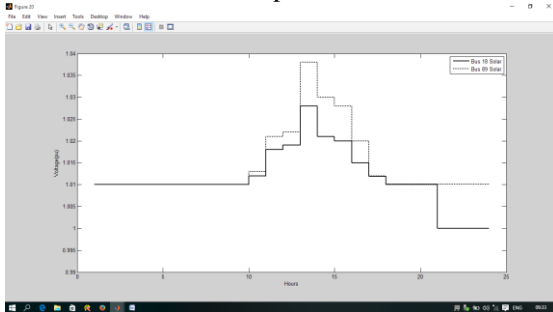 Figure 20
File Edit View Insert Tools Desktop Window Help
Bus 18 Solar
Bus 89 Solar
1.04
1.035
1.03
1.025
1.02
1.015
1.01
1.005
1
0.995
0.99
Voltage(pu)
0 5 10 15 20 25
Hours
ENG 09:33